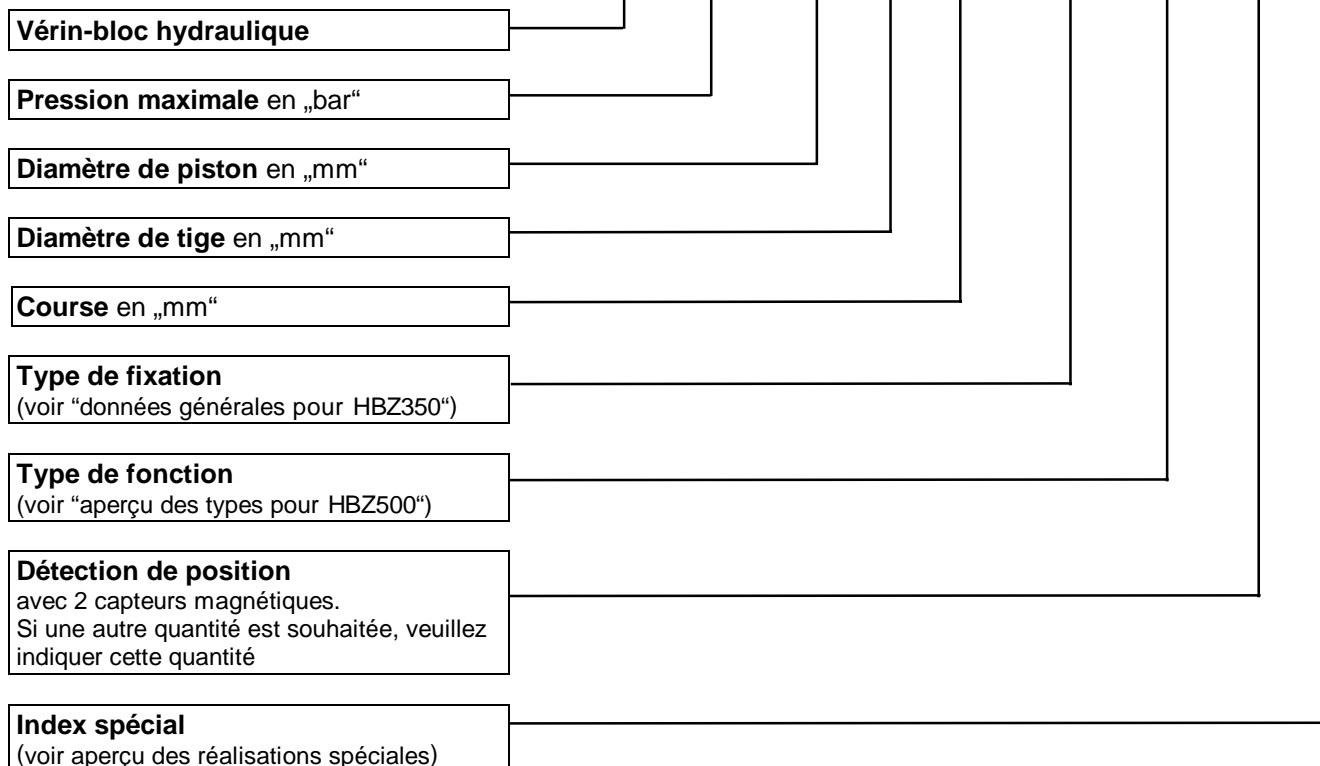 Vérin-bloc hydraulique
Pression maximale en „bar“
Diamètre de piston en „mm“
Diamètre de tige en „mm“
Course en „mm“
Type de fixation
(voir “données générales pour HBZ350“)
Type de fonction
(voir “aperçu des types pour HBZ500“)
Détection de position
avec 2 capteurs magnétiques.
Si une autre quantité est souhaitée, veuillez
indiquer cette quantité
Index spécial
(voir aperçu des réalisations spéciales)